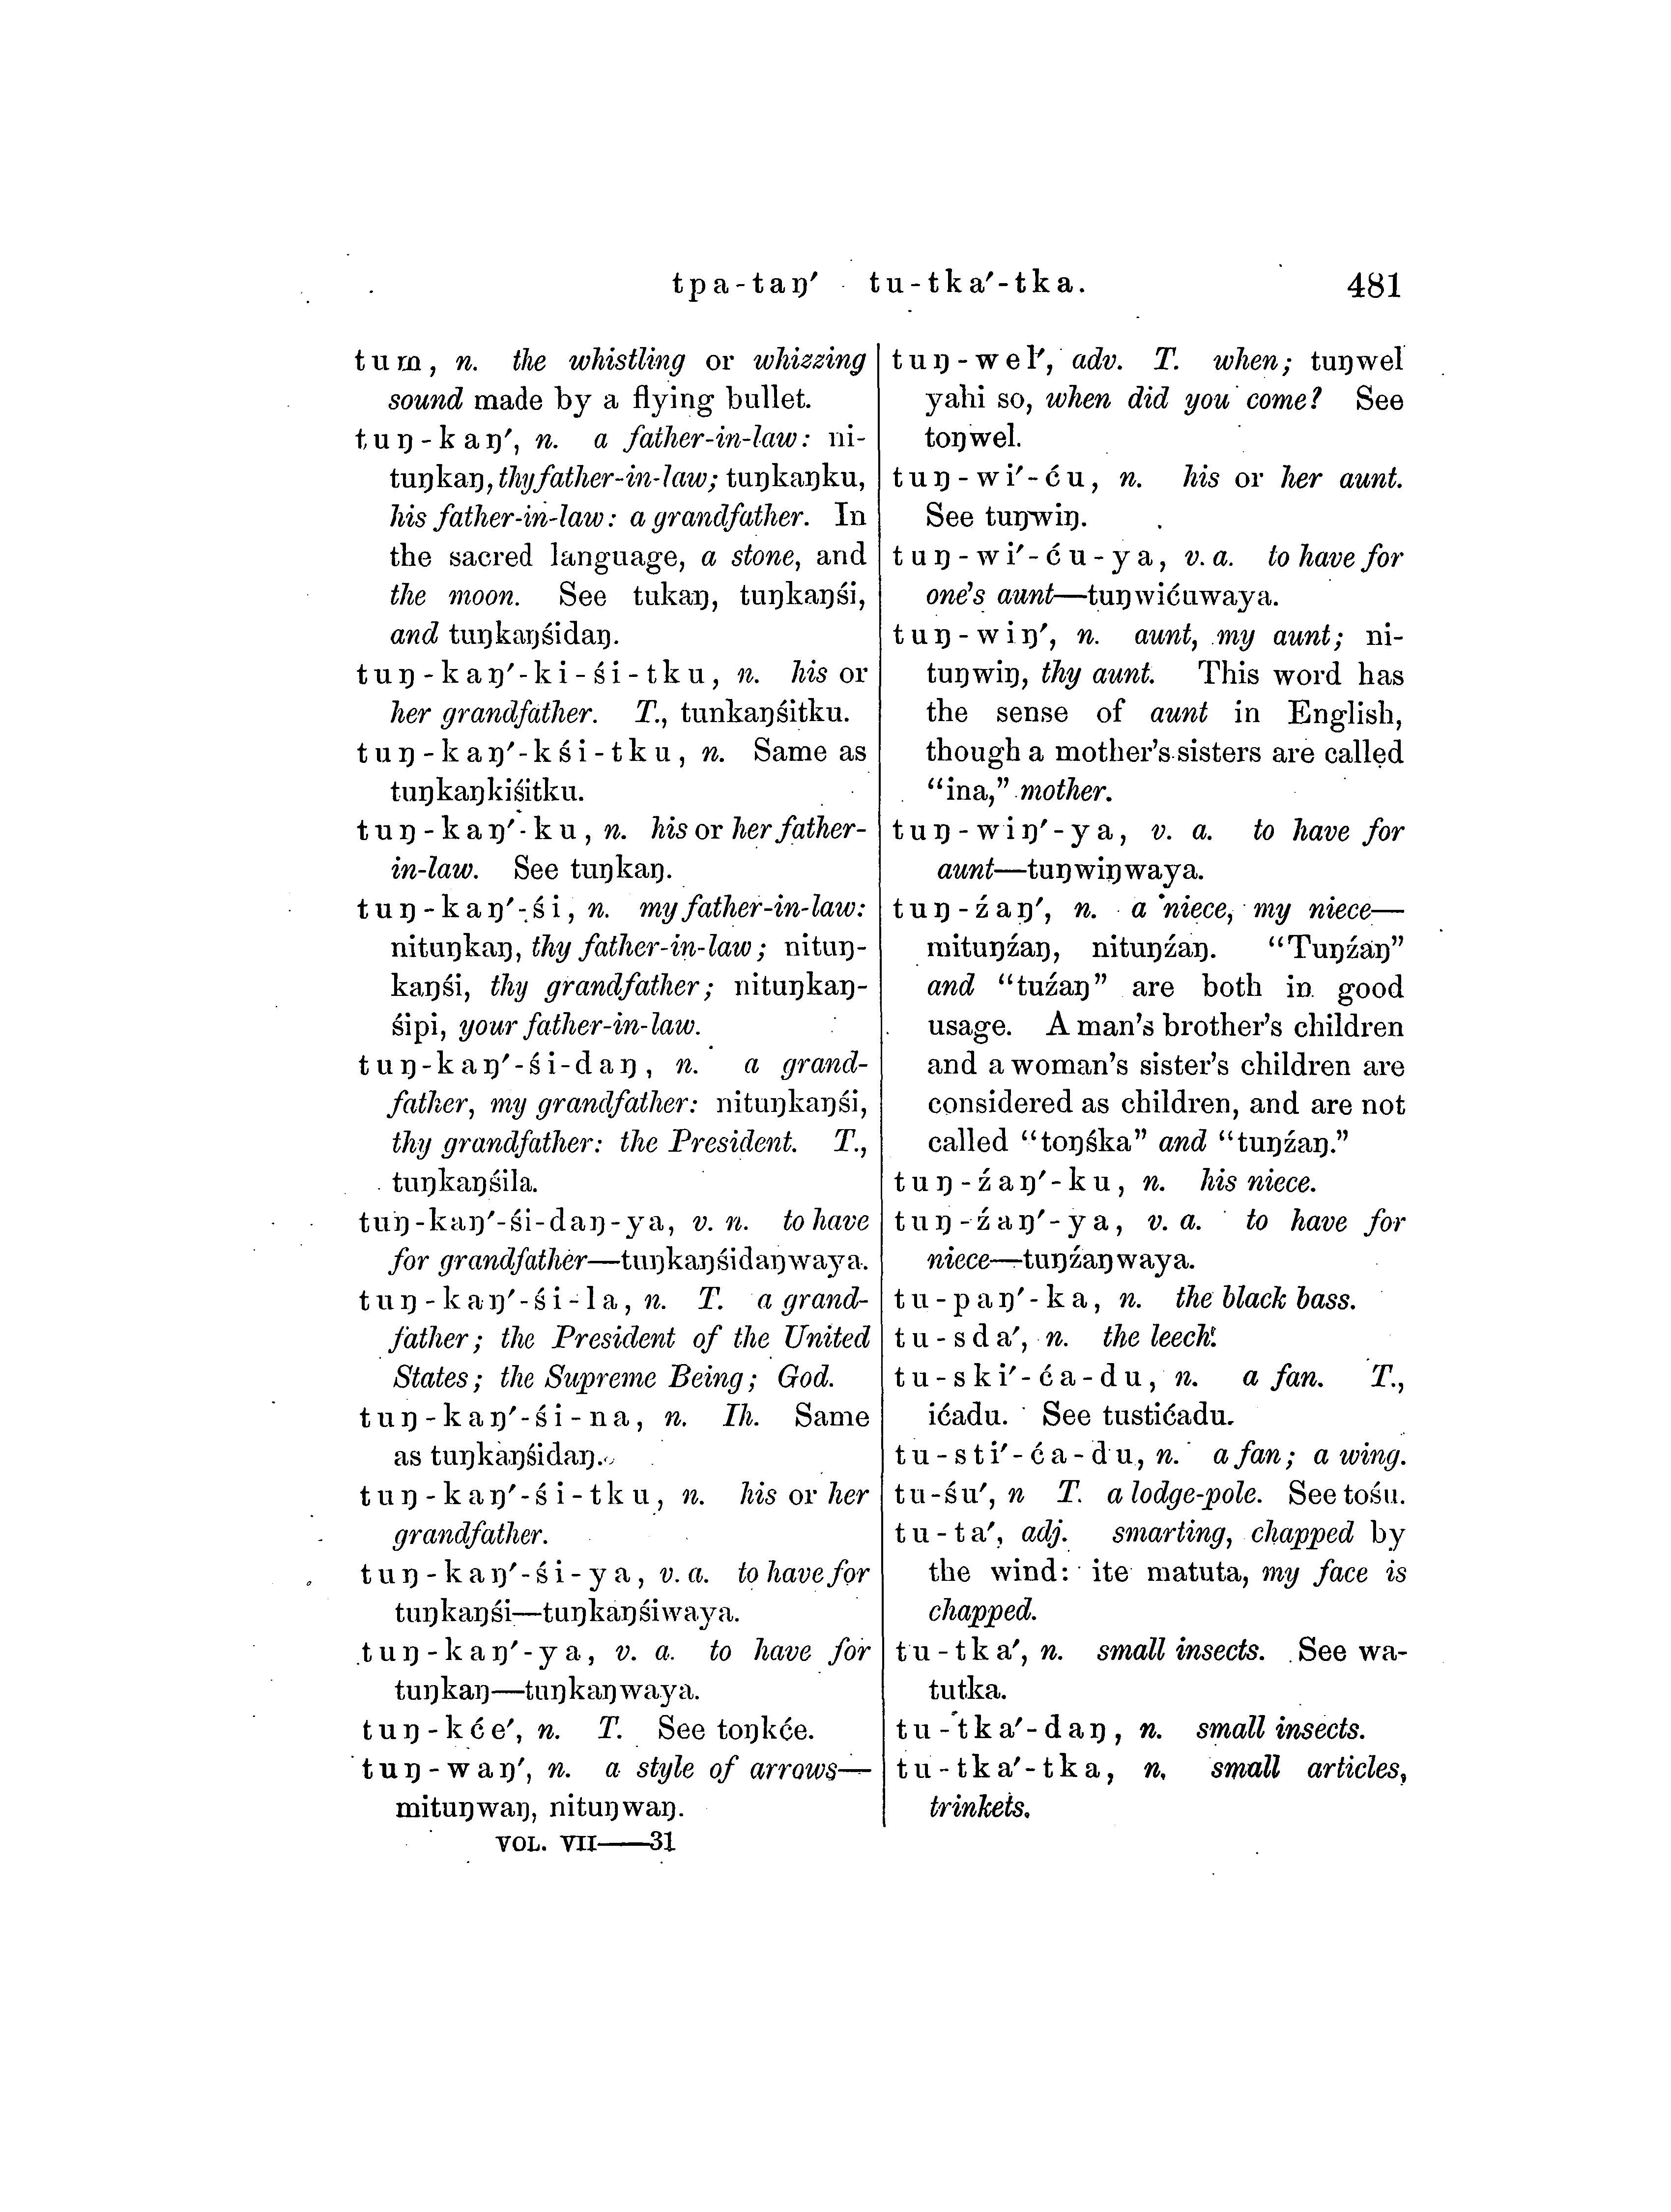 tpa-taŋ′ tu-tka′-tka. 481
tum, n. the whistling or whizzing
sound made by a flying bullet.
tuŋ-kaŋ′, n. a father-in-law: ni-
tuŋkaŋ, thy father-in-law; tuŋkaŋku,
his father-in-law: a grandfather. In
the sacred language, a stone, and
the moon. See tukaŋ, tuŋkaŋśi,
and tuŋkaŋśidaŋ.
tuŋ-kaŋ′-ki-śi-tku, n. his or
her grandfather. T., tunkaŋśitku.
tuŋ-kaŋ′-kśi-tku, n. Same as
tuŋkaŋkiśitku.
tuŋ-kaŋ′-ku, n. his or her father-
in-law. See tuŋkaŋ.
tuŋ-kaŋ′-śi, n. my father-in-law:
nituŋkaŋ, thy father-in-law; nituŋ-
kaŋśi, thy grandfather; nituŋkaŋ-
śipi, your father-in-law.
tuŋ-kaŋ′-śi-daŋ, n. a grand-
father, my grandfather: nituŋkaŋśi,
thy grandfather: the President. T.,
tuŋkaŋśila.
tuŋ-kaŋ′-śi-daŋ-ya, v. n. to have
for grandfather—tuŋkaŋśidaŋwaya.
tuŋ-kaŋ′-śi-la, n. T. a grand-
father; the President of the United
States; the Supreme Being; God.
tuŋ-kaŋ′-śi-na, n. Ih. Same
as tuŋkaŋśidaŋ.
tuŋ-kaŋ′-śi-tku, n. his or her
grandfather.
tuŋ-kaŋ′-śi-ya, v. a. to have for
tuŋkaŋśi—tuŋkaŋśiwaya.
tuŋ-kaŋ′-ya, v. a. to have for
tuŋkaŋ—tuŋkaŋwaya.
tuŋ-kće′, n. T. See toŋkće.
tuŋ-waŋ′, n. a style of arrows—
mituŋwaŋ, nituŋwaŋ.
VOL. VII——31
tuŋ-wel′, adv. T. when; tuŋwel
yahi so, when did you come? See
toŋwel.
tuŋ-wi′-ću, n. his or her aunt.
See tuŋwiŋ.
tuŋ-wi′-ću-ya, v. a. to have for
one's aunt—tuŋwićuwaya.
tuŋ-wiŋ′, n. aunt, my aunt; ni-
tuŋwiŋ, thy aunt. This word has
the sense of aunt in English,
though a mother's sisters are called
“ina,” mother.
tuŋ-wiŋ′-ya, v. a. to have for
aunt—tuŋwiŋwaya.
tuŋ-źaŋ′, n. a niece, my niece—
mituŋźaŋ, nituŋźaŋ. “Tuŋźaŋ”
and “tuźaŋ” are both in good
usage. A man's brother's children
and a woman's sister's children are
considered as children, and are not
called “toŋśka” and “tuŋźaŋ.”
tuŋ-źaŋ′-ku, n. his niece.
tuŋ-źaŋ′-ya, v. a. to have for
niece—tuŋźaŋwaya.
tu-paŋ′-ka, n. the black bass.
tu-sda′, n. the leech.
tu-ski′-ća-du, n. a fan. T.,
ićadu. See tustićadu.
tu-sti′-ća-du, n. a fan; a wing.
tu-śu′, n T. a lodge-pole. See tośu.
tu-ta′, adj. smarting, chapped by
the wind: ite matuta, my face is
chapped.
tu-tka′, n. small insects. See wa-
tutka.
tu-tka′-daŋ, n. small insects.
tu-tka′-tka, n. small articles,
trinkets.